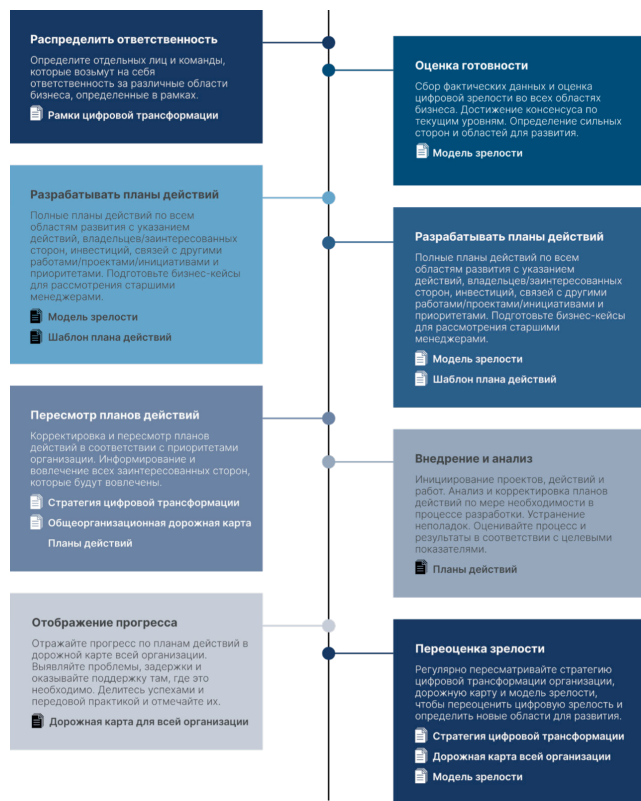 Распределить ответственность
Определите отдельных лиц и команды,
которые возьмут на себя
ответственность за различные области
бизнеса, определенные в рамках.
Рамки цифровой трансформации
Оценка готовности
Сбор фактических данных и оценка
цифровой зрелости во всех областях
бизнеса. Достижение консенсуса по
текущим уровням. Определение сильных
сторон и областей для развития.
Модель зрелости
Разрабатывать планы действий
Полные планы действий по всем
областям развития с указанием
действий, владельцев/заинтересованных
сторон, инвестиций, связей с другими
работами/проектами/инициативами и
приоритетами. Подготовьте бизнес-кейсы
для рассмотрения старшими
менеджерами.
Модель зрелости
Шаблон плана действий
Разрабатывать планы действий
Полные планы действий по всем
областям развития с указанием
действий, владельцев/заинтересованных
сторон, инвестиций, связей с другими
работами/проектами/инициативами и
приоритетами. Подготовьте бизнес-кейсы
для рассмотрения старшими
менеджерами.
Модель зрелости
Шаблон плана действий
Пересмотр планов действий
Корректировка и пересмотр планов
действий в соответствии с приоритетами
организации. Информирование и
вовлечение всех заинтересованных сторон,
которые будут вовлечены.
Стратегия цифровой трансформации
Общеорганизационная дорожная карта
Планы действий
Внедрение и анализ
Инициирование проектов, действий и
работ. Анализ и корректировка планов
действий по мере необходимости в
процессе разработки. Устранение
неполадок. Оценивайте процесс и
результаты в соответствии с целевыми
показателями.
Планы действий
Отображение прогресса
Отражайте прогресс по планам действий в
дорожной карте всей организации.
Выявляйте проблемы, задержки и
оказывайте поддержку там, где это
необходимо. Делитесь успехами и
передовой практикой и отмечайте их.
Дорожная карта для всей организации
Переоценка зрелости
Регулярно пересматривайте стратегию
цифровой трансформации организации,
дорожную карту и модель зрелости,
чтобы переоценить цифровую зрелость и
определить новые области для развития.
Стратегия цифровой трансформации
Дорожная карта всей организации
Модель зрелости